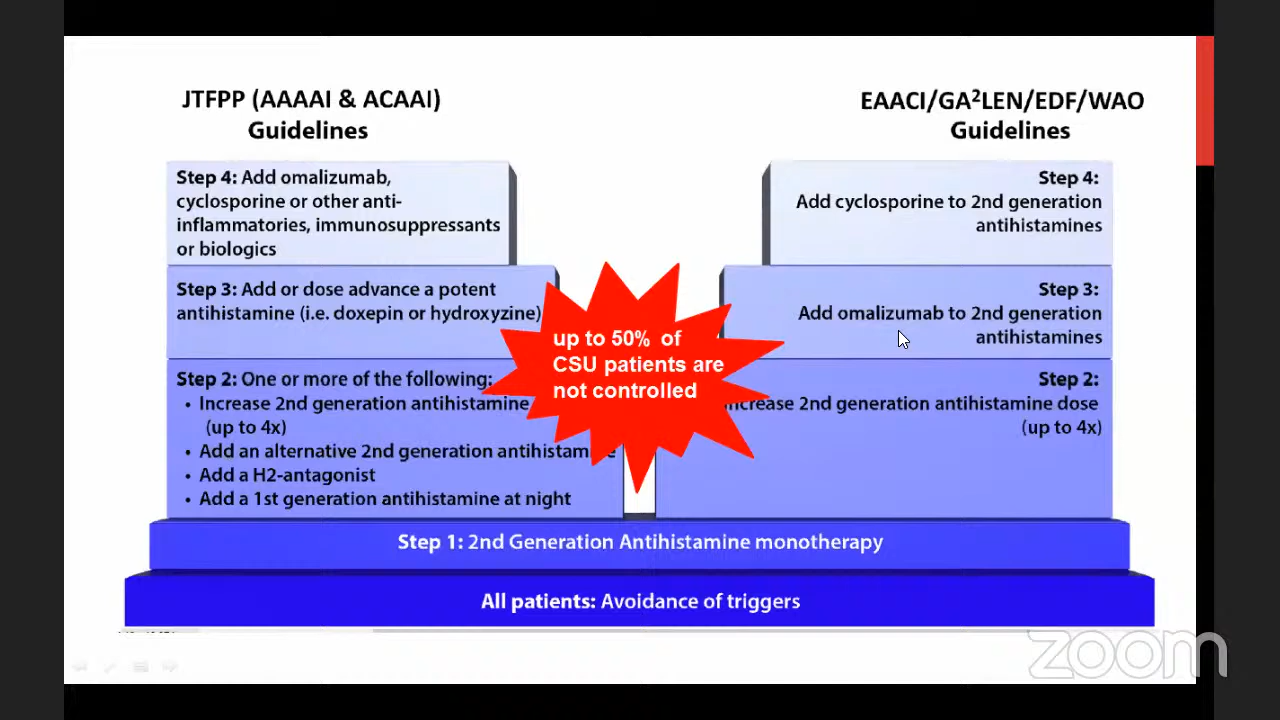 JTFPP (AAAAI & ACAAI)
Guidelines
EAACI/GA²LEN/EDF/WAO
Guidelines
Step 4: Add omalizumab,
cyclosporine or other anti-
inflammatories, immunosuppressants
or biologics
Step 4:
Add cyclosporine to 2nd generation
antihistamines
Step 3: Add or dose advance a potent
antihistamine (i.e. doxepin or hydroxyzine)
Step 3:
Add omalizumab to 2nd generation
antihistamines
up to 50% of
CSU patients are
not controlled
Step 2: One or more of the following:
• Increase 2nd generation antihistamine
(up to 4x)
• Add an alternative 2nd generation
• Add a H2-antagonist
• Add a 1st generation antihistamine at night
Step 2:
2nd generation antihistamine dose
(up to 4x)
Step 1: 2nd Generation Antihistamine monotherapy
All patients: Avoidance of triggers
zoom